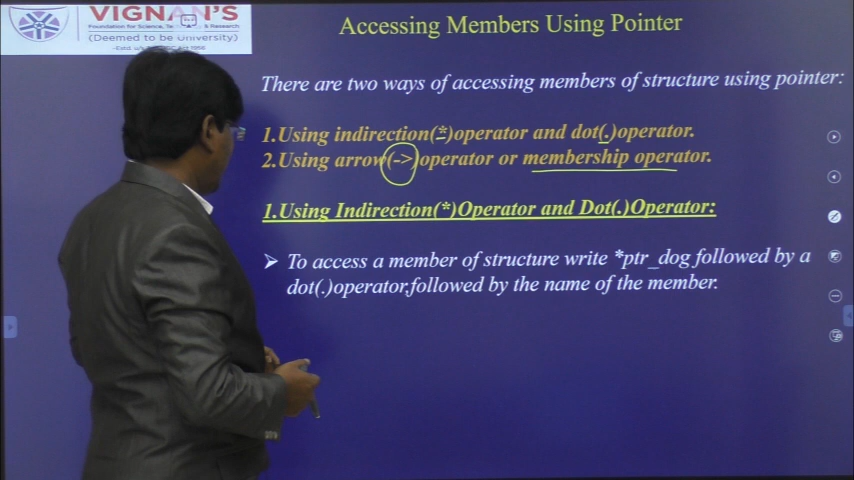 VIGNAN'S
Foundation for Science, Te & Research
(Deemed to be University)
Accessing Members Using Pointer
There are two ways of accessing members of structure using pointer:
1.Using indirection(*)operator and dot(.)operator.
2.Using arrow(->)operator or membership operator.
1.Using Indirection(*)Operator and Dot(.)Operator:
➤ To access a member of structure write *ptr_dog followed by a
dot(.)operator,followed by the name of the member.